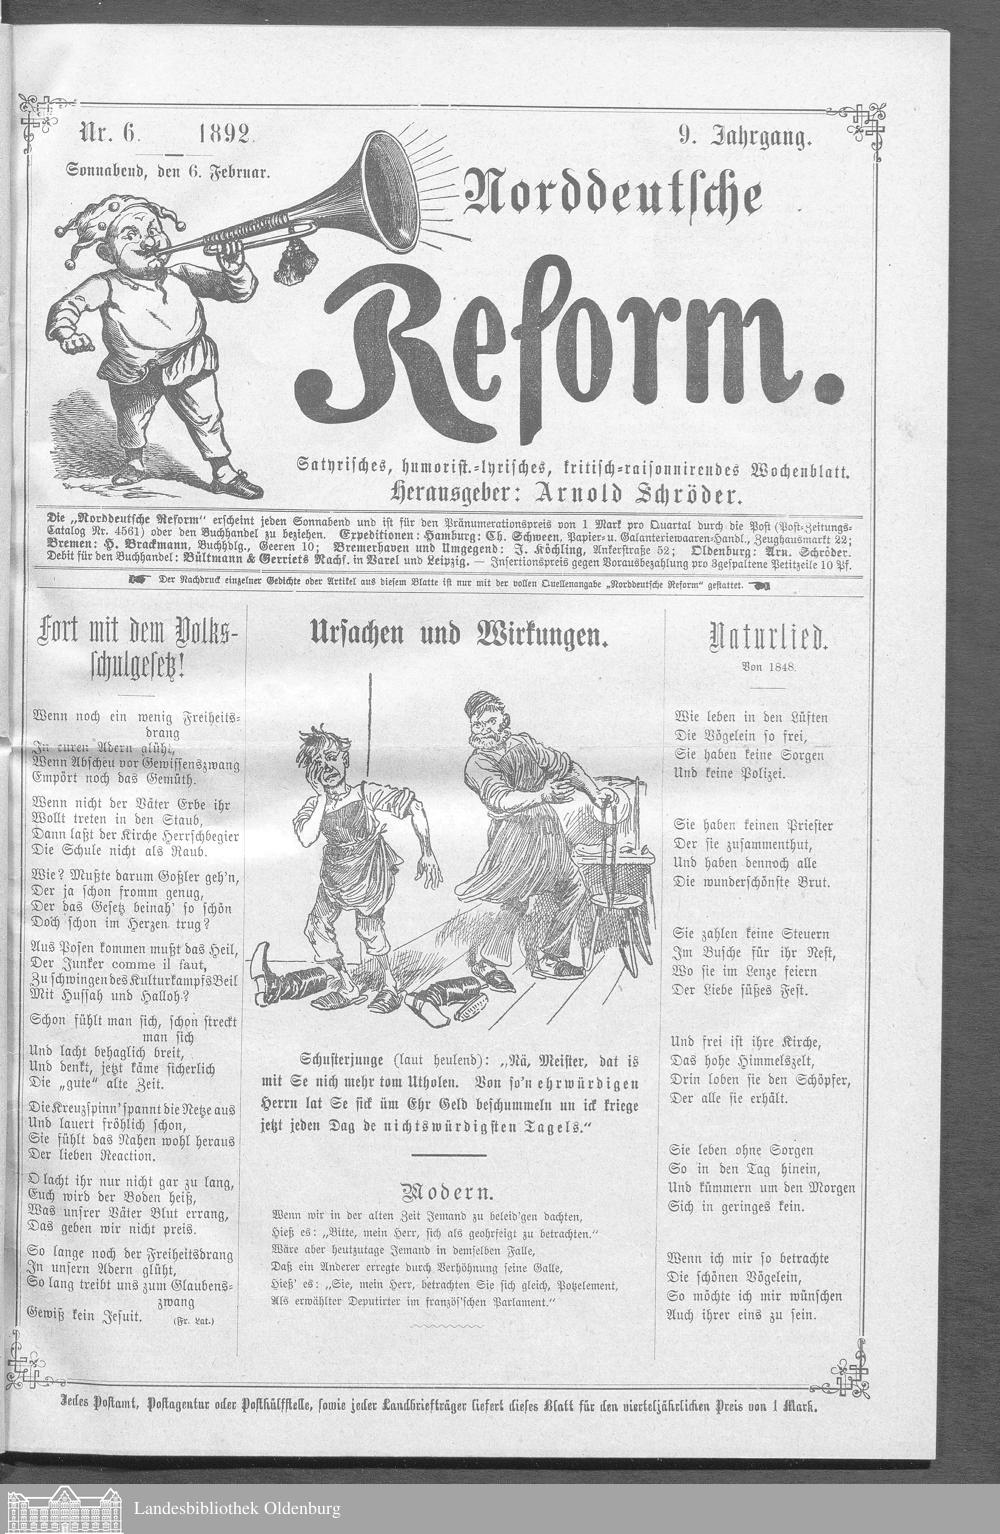 Nr. 6. 1892.
9. Jahrgang.
Sonnabend, den 6. Februar.
Norddeutsche
Reform.
Satyrisches, humorist.-lyrisches, kritisch-raisonnirendes Wochenblatt.
Herausgeber: Arnold Schröder.
Die „Norddeutsche Reform“ erscheint jeden Sonnabend und ist für den Pränumerationspreis von 1 Mark pro Quartal durch die Post (Post-Zeitungs-
Catalog Nr. 4561) oder den Buchhandel zu beziehen. Expeditionen: Hamburg: Ch. Schween, Papier- u. Galanteriewaaren-Handl., Zeughausmarkt 22;
Bremen: H. Brackmann, Buchhdlg., Geeren 10; Bremerhaven und Umgegend: J. Köchling, Ankerstraße 52; Oldenburg: Arn. Schröder.
Debit für den Buchhandel: Bültmann & Gerriets Nachf. in Varel und Leipzig. — Insertionspreis gegen Vorausbezahlung pro 3gespaltene Petitzeile 10 Pf.
Der Nachdruck einzelner Gedichte oder Artikel aus diesem Blatte ist nur mit der vollen Quellenangabe „Norddeutsche Reform“ gestattet.
Fort mit dem Volks-
schulgesetz!
Wenn noch ein wenig Freiheits-
drang
In euren Adern glüht,
Wenn Abscheu vor Gewissenszwang
Empört noch das Gemüth.
Wenn nicht der Väter Erbe ihr
Wollt treten in den Staub,
Dann laßt der Kirche Herrschbegier
Die Schule nicht als Raub.
Wie? Mußte darum Goßler geh'n,
Der ja schon fromm genug,
Der das Gesetz beinah' so schön
Doch schon im Herzen trug?
Aus Posen kommen mußt das Heil,
Der Junker comme il faut,
Zu schwingen des Kulturkampfs Beil
Mit Hussah und Halloh?
Schon fühlt man sich, schon streckt
man sich
Und lacht behaglich breit,
Und denkt, jetzt käme sicherlich
Die „gute“ alte Zeit.
Die Kreuzspinn' spannt die Netze aus
Und lauert fröhlich schon,
Sie fühlt das Nahen wohl heraus
Der lieben Reaction.
O lacht ihr nur nicht gar zu lang,
Euch wird der Boden heiß,
Was unsrer Väter Blut errang,
Das geben wir nicht preis.
So lange noch der Freiheitsdrang
In unsern Adern glüht,
So lang treibt uns zum Glaubens-
zwang
Gewiß kein Jesuit. (Fr. Lat.)
Ursachen und Wirkungen.
Schusterjunge (laut heulend): „Nä, Meister, dat is
mit Se nich mehr tom Utholen. Von so'n ehrwürdigen
Herrn lat Se sick üm Ehr Geld beschummeln un ick kriege
jetzt jeden Dag de nichtswürdigsten Tagels.“
Modern.
Wenn wir in der alten Zeit Jemand zu beleid'gen dachten,
Hieß es: „Bitte, mein Herr, sich als geohrfeigt zu betrachten.“
Wäre aber heutzutage Jemand in demselben Falle,
Daß ein Anderer erregte durch Verhöhnung seine Galle,
Hieß' es: „Sie, mein Herr, betrachten Sie sich gleich, Potzelement,
Als erwählter Deputirter im französ'schen Parlament.“
Naturlied.
Von 1848.
Wie leben in den Lüften
Die Vögelein so frei,
Sie haben keine Sorgen
Und keine Polizei.
Sie haben keinen Priester
Der sie zusammenthut,
Und haben dennoch alle
Die wunderschönste Brut.
Sie zahlen keine Steuern
Im Busche für ihr Nest,
Wo sie im Lenze feiern
Der Liebe süßes Fest.
Und frei ist ihre Kirche,
Das hohe Himmelszelt,
Drin loben sie den Schöpfer,
Der alle sie erhält.
Sie leben ohne Sorgen
So in den Tag hinein,
Und kümmern um den Morgen
Sich in geringes kein.
Wenn ich mir so betrachte
Die schönen Vögelein,
So möchte ich mir wünschen
Auch ihrer eins zu sein.
Jedes Postamt, Postagentur oder Posthülfstelle, sowie jeder Landbriefträger liefert dieses Blatt für den vierteljährlichen Preis von 1 Mark.
Landesbibliothek Oldenburg